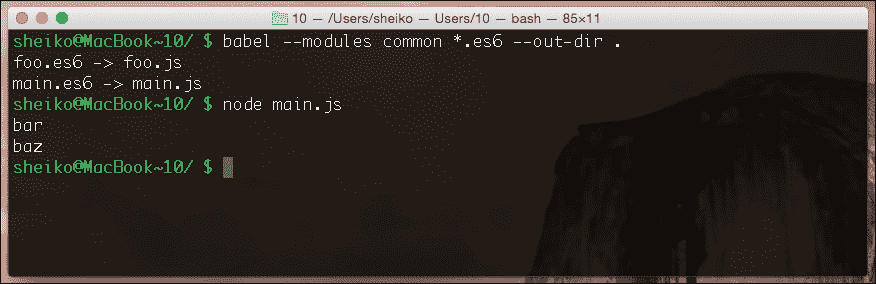 10 — /Users/sheiko — Users/10 — bash — 85×11
sheiko@MacBook~10/ $ babel --modules common *.es6 --out-dir .
foo.es6 -> foo.js
main.es6 -> main.js
sheiko@MacBook~10/ $ node main.js
bar
baz
sheiko@MacBook~10/ $